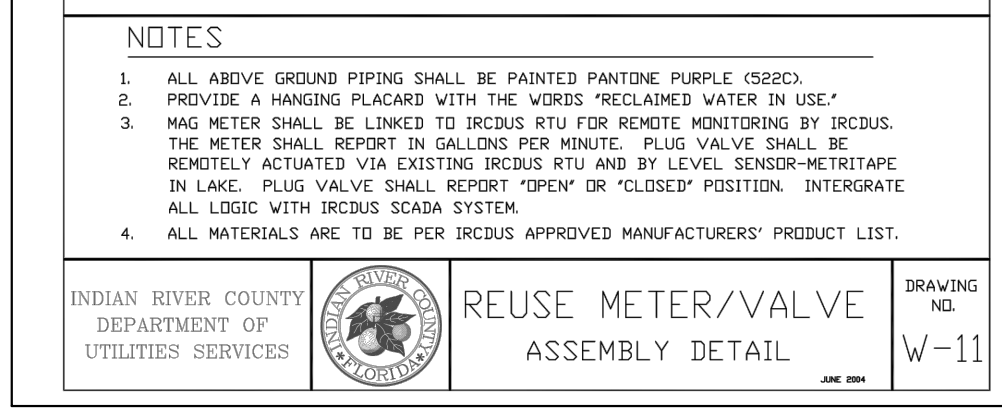 NOTES
1. ALL ABOVE GROUND PIPING SHALL BE PAINTED PANTONE PURPLE (522C).
2. PROVIDE A HANGING PLACARD WITH THE WORDS "RECLAIMED WATER IN USE."
3. MAG METER SHALL BE LINKED TO IRCDUS RTU FOR REMOTE MONITORING BY IRCDUS.
THE METER SHALL REPORT IN GALLONS PER MINUTE. PLUG VALVE SHALL BE
REMOTELY ACTUATED VIA EXISTING IRCDUS RTU AND BY LEVEL SENSOR-METRITAPE
IN LAKE. PLUG VALVE SHALL REPORT "OPEN" OR "CLOSED" POSITION. INTERGRATE
ALL LOGIC WITH IRCDUS SCADA SYSTEM.
4. ALL MATERIALS ARE TO BE PER IRCDUS APPROVED MANUFACTURERS' PRODUCT LIST.
INDIAN RIVER COUNTY
DEPARTMENT OF
UTILITIES SERVICES
INDIAN RIVER COUNTY
★ FLORIDA ★
REUSE METER/VALVE
ASSEMBLY DETAIL
JUNE 2004
DRAWING
NO.
W-11